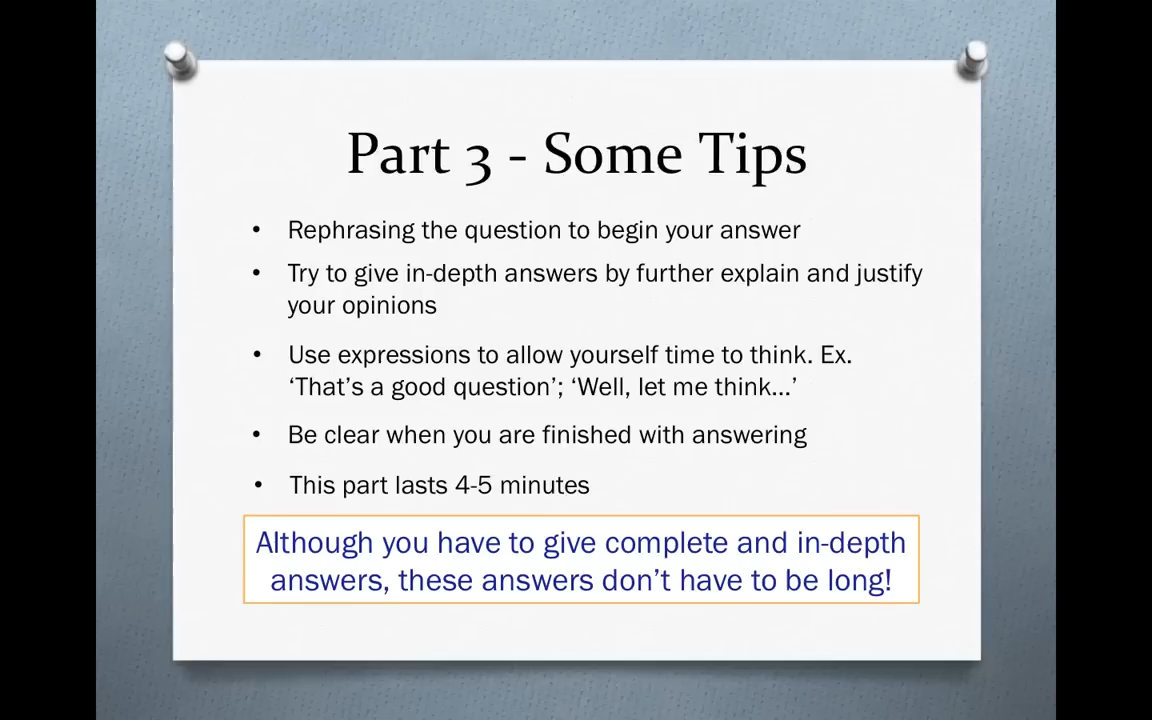 Part 3 - Some Tips
• Rephrasing the question to begin your answer
• Try to give in-depth answers by further explain and justify
your opinions
• Use expressions to allow yourself time to think. Ex.
‘That’s a good question’; ‘Well, let me think...’
• Be clear when you are finished with answering
• This part lasts 4-5 minutes
Although you have to give complete and in-depth
answers, these answers don’t have to be long!